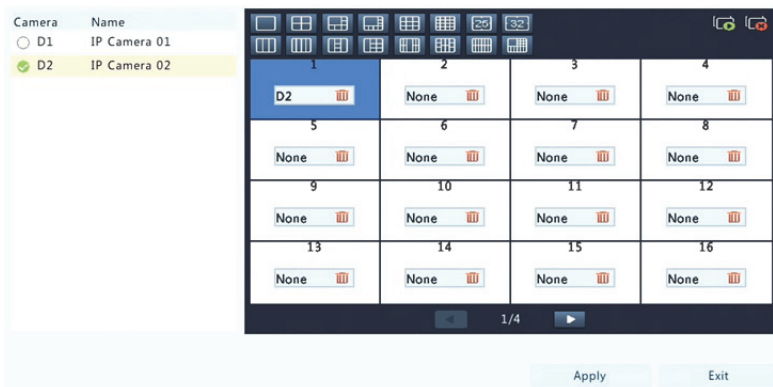 Camera Name
D1 IP Camera 01
D2 IP Camera 02
25 32
1 2 3 4
D2 None None None
5 6 7 8
None None None None
9 10 11 12
None None None None
13 14 15 16
None None None None
1/4
Apply Exit